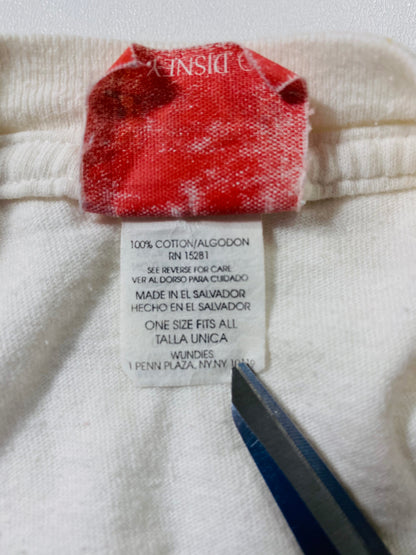 DISNEY
100% COTTON/ALGODON
RN 15281
SEE REVERSE FOR CARE
VER AL DORSO PARA CUIDADO
MADE IN EL SALVADOR
HECHO EN EL SALVADOR
ONE SIZE FITS ALL
TALLA UNICA
WUNDIES
1 PENN PLAZA, NY, NY 10119